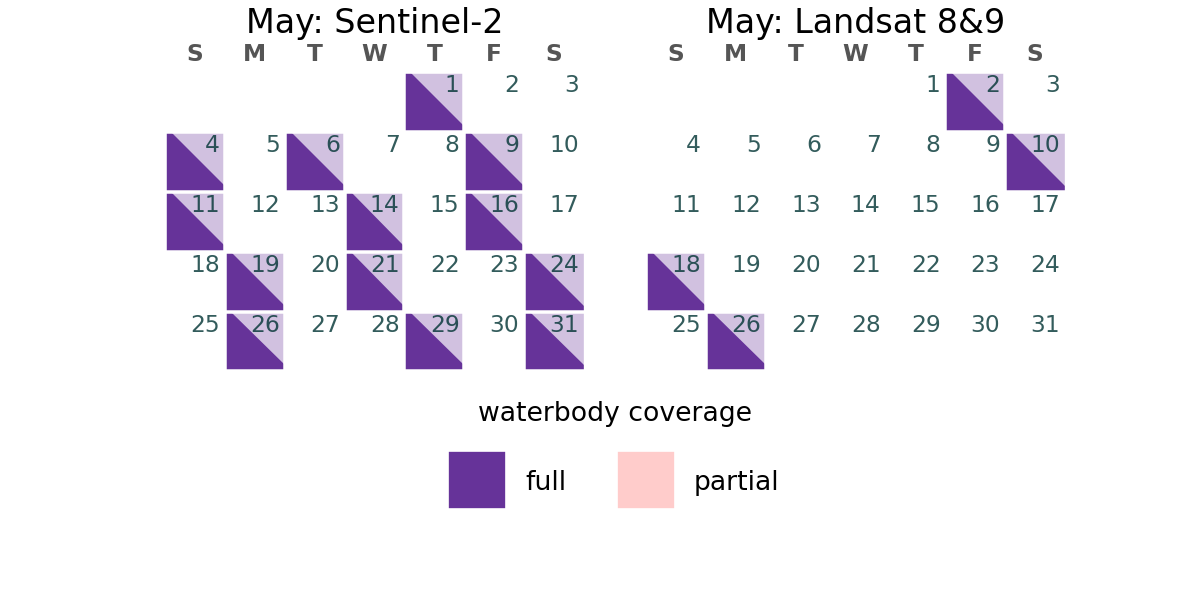 May: Sentinel-2
S M T W T F S
1 2 3
4 5 6 7 8 9 10
11 12 13 14 15 16 17
18 19 20 21 22 23 24
25 26 27 28 29 30 31
May: Landsat 8&9
S M T W T F S
1 2 3
4 5 6 7 8 9 10
11 12 13 14 15 16 17
18 19 20 21 22 23 24
25 26 27 28 29 30 31
waterbody coverage
full
partial